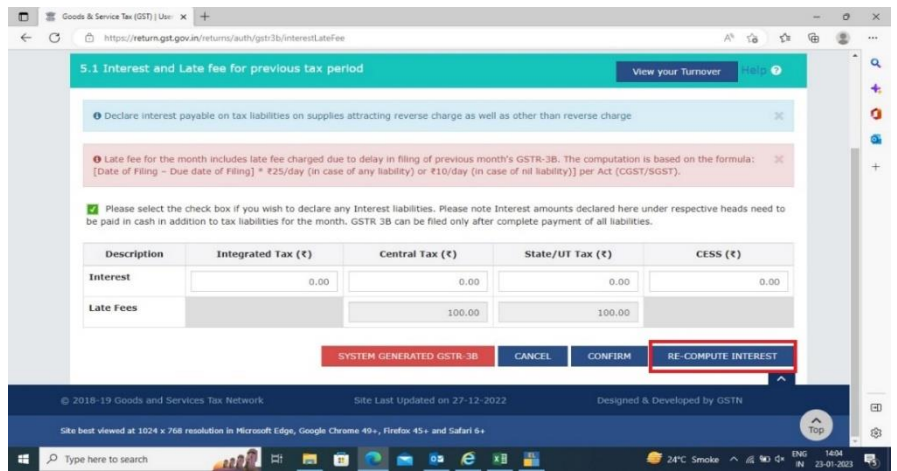 Goods & Service Tax (GST) | User
https://return.gst.gov.in/returns/auth/gstr3b/interestLateFee
5.1 Interest and Late fee for previous tax period
View your Turnover
Help
Declare interest payable on tax liabilities on supplies attracting reverse charge as well as other than reverse charge
Late fee for the month includes late fee charged due to delay in filing of previous month's GSTR-3B. The computation is based on the formula:
[Date of Filing – Due date of Filing] * ₹25/day (in case of any liability) or ₹10/day (in case of nil liability)] per Act (CGST/SGST).
Please select the check box if you wish to declare any Interest liabilities. Please note Interest amounts declared here under respective heads need to
be paid in cash in addition to tax liabilities for the month. GSTR 3B can be filed only after complete payment of all liabilities.
Description Integrated Tax (₹) Central Tax (₹) State/UT Tax (₹) CESS (₹)
Interest 0.00 0.00 0.00 0.00
Late Fees 100.00 100.00
SYSTEM GENERATED GSTR-3B CANCEL CONFIRM RE-COMPUTE INTEREST
© 2018-19 Goods and Services Tax Network Site Last Updated on 27-12-2022 Designed & Developed by GSTN
Site best viewed at 1024 x 768 resolution in Microsoft Edge, Google Chrome 49+, Firefox 45+ and Safari 6+
Top
Type here to search
24°C Smoke
ENG
IN
14:04
23-01-2023